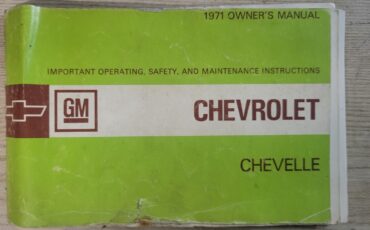 1971 OWNER'S MANUAL
IMPORTANT OPERATING, SAFETY, AND MAINTENANCE INSTRUCTIONS
GM
CHEVROLET
CHEVELLE